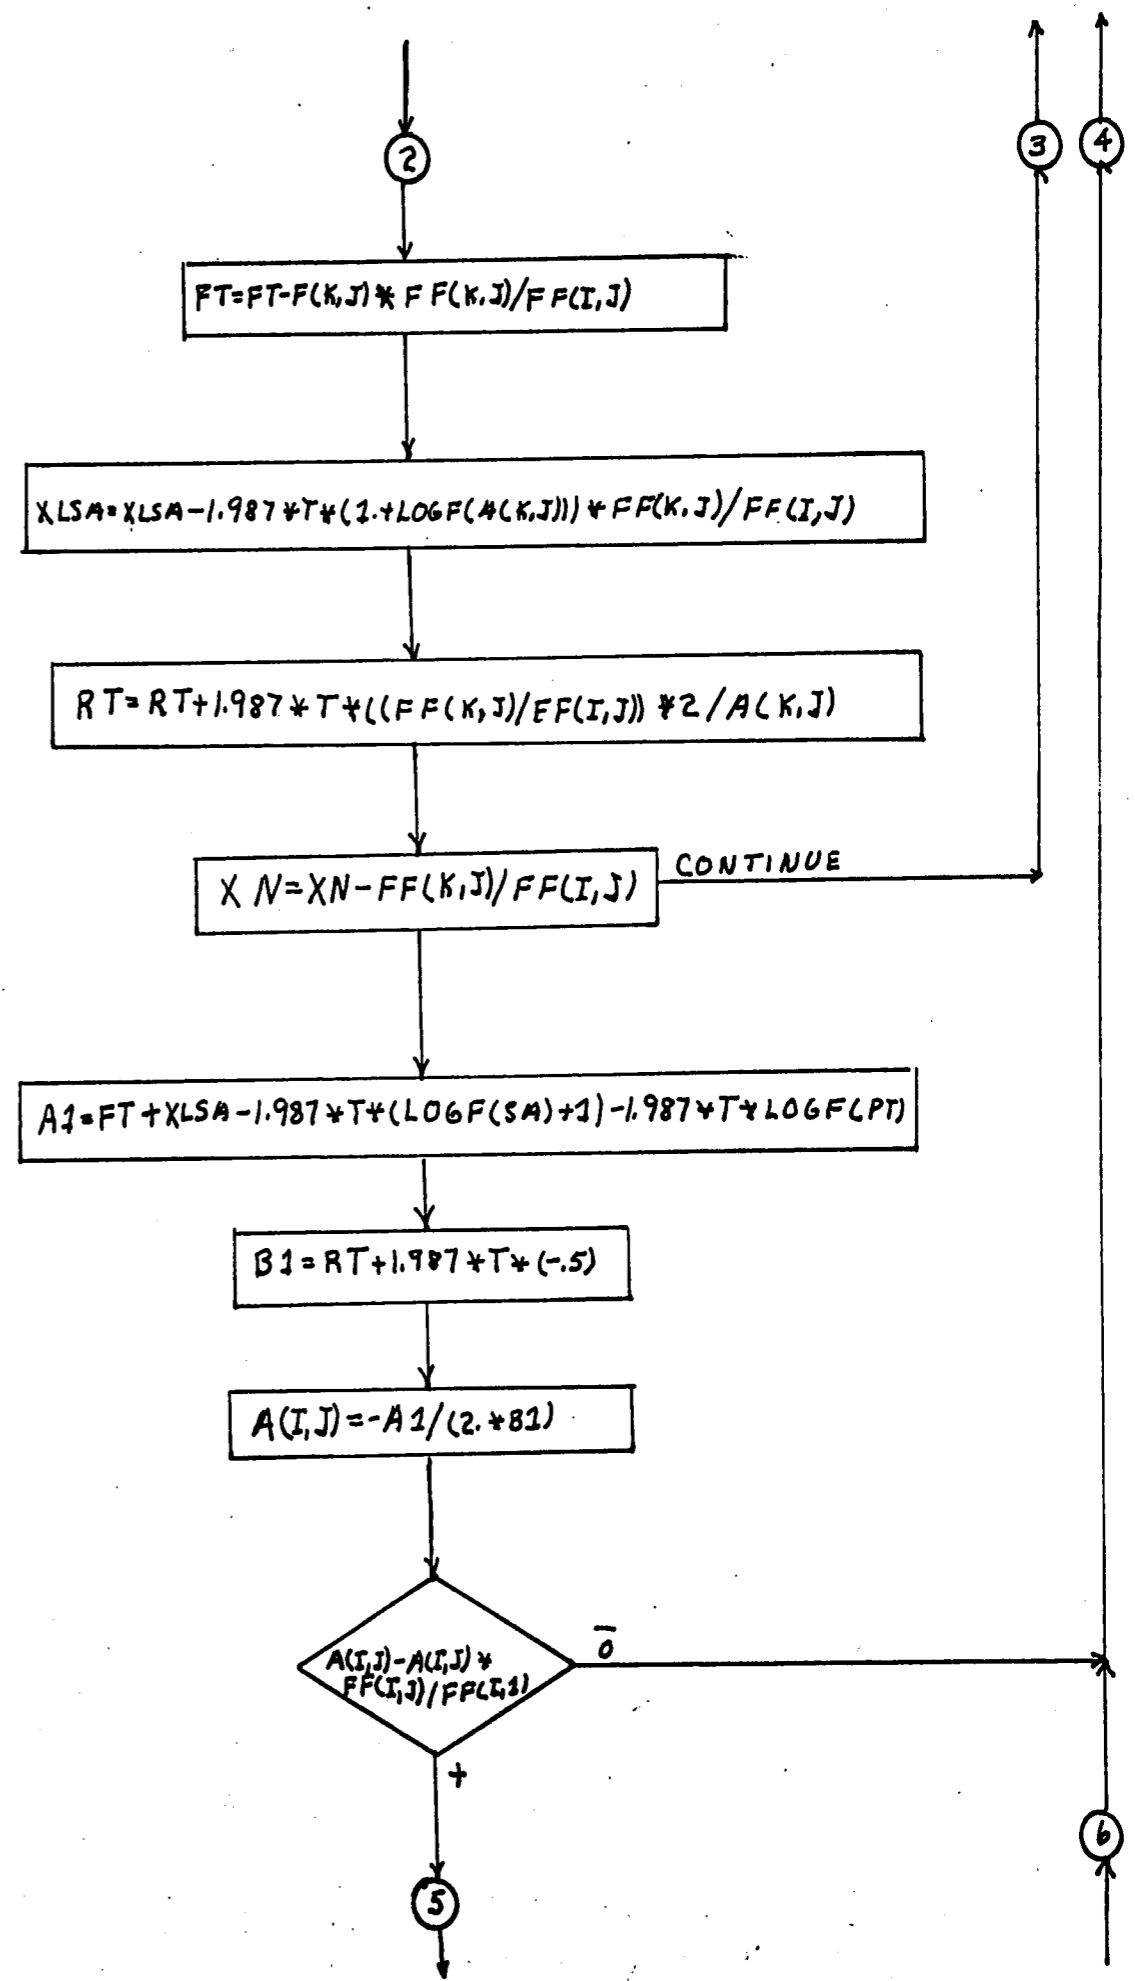 2
3
4
FT=FT-F(K,J)*FF(K,J)/FF(I,J)
XLSA=XLSA-1.987*T*(1.+LOGF(A(K,J)))*FF(K,J)/FF(I,J)
RT=RT+1.987*T*((FF(K,J)/FF(I,J))*2/A(K,J)
XN=XN-FF(K,J)/FF(I,J)
CONTINUE
A1=FT+XLSA-1.987*T*(LOGF(SA)+1)-1.987*T*LOGF(PT)
B1=RT+1.987*T*(-.5)
A(I,J)=-A1/(2.*B1)
A(I,J)-A(I,J)*
FF(I,J)/FF(I,1)
-
0
+
6
5